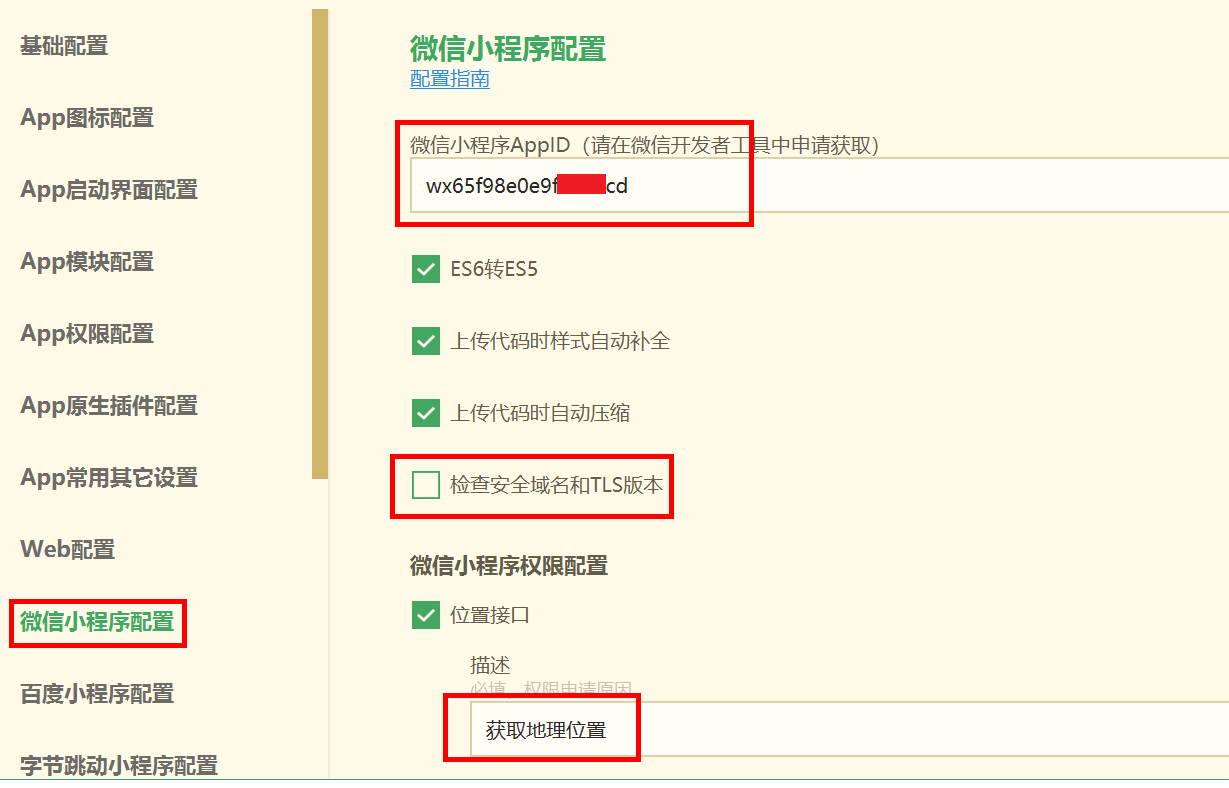 基础配置
App图标配置
App启动界面配置
App模块配置
App权限配置
App原生插件配置
App常用其它设置
Web配置
微信小程序配置
百度小程序配置
字节跳动小程序配置
微信小程序配置
配置指南
微信小程序AppID（请在微信开发者工具中申请获取）
wx65f98e0e9f cd
ES6转ES5
上传代码时样式自动补全
上传代码时自动压缩
检查安全域名和TLS版本
微信小程序权限配置
位置接口
描述
必填，权限申请原因
获取地理位置